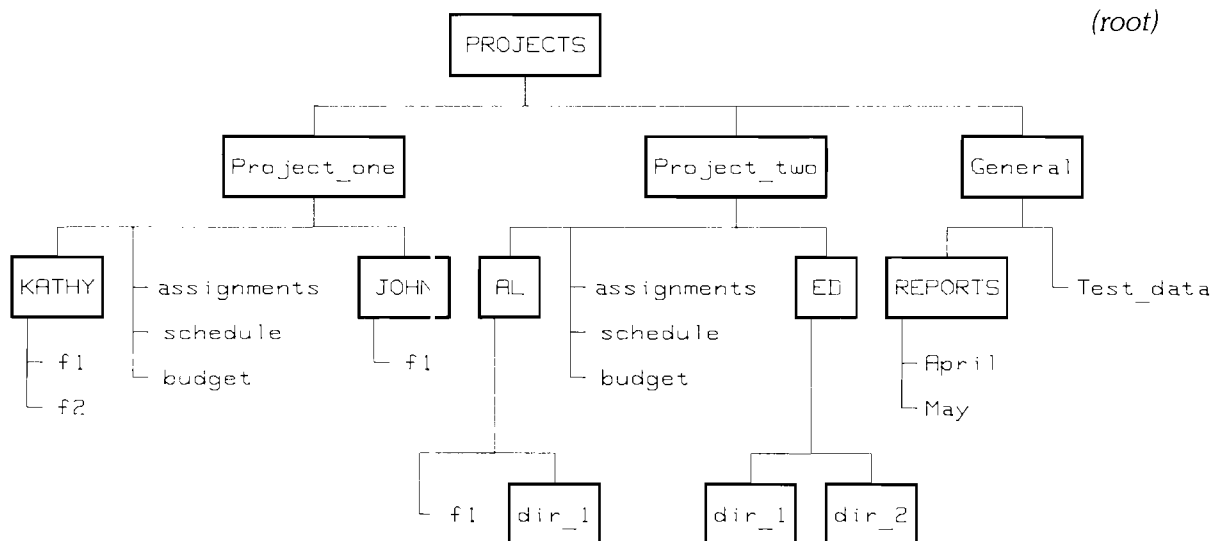 (root)
PROJECTS
Project_one
Project_two
General
KATHY
assignments
schedule
budget
f1
f2
JOHN
f1
AL
assignments
schedule
budget
f1
dir_1
ED
dir_1
dir_2
REPORTS
April
May
Test_data